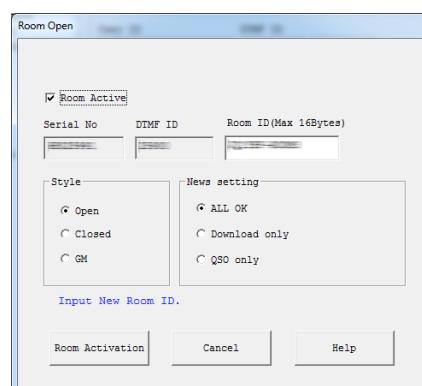 Room Open
Room Active
Serial No DTMF ID Room ID(Max 16Bytes)
Style News setting
Open ALL OK
Closed Download only
GM QSO only
Input New Room ID.
Room Activation Cancel Help